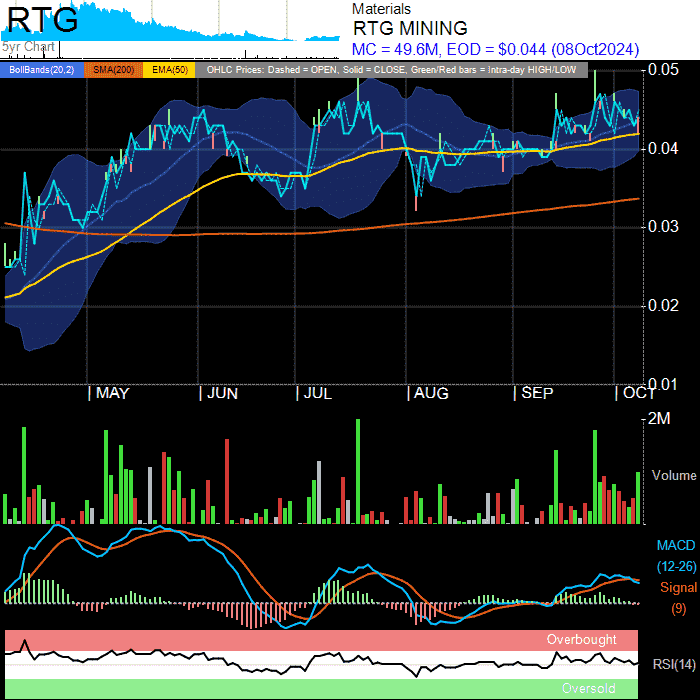 RTG
5yr Chart
Materials
RTG MINING
MC = 49.6M, EOD = $0.044 (08Oct2024)
BollBands(20,2) SMA(200) EMA(50) OHLC Prices: Dashed = OPEN, Solid = CLOSE, Green/Red bars = Intra-day HIGH/LOW
0.05
0.04
0.03
0.02
0.01
MAY JUN JUL AUG SEP OCT
2M
Volume
MACD
(12-26)
Signal
(9)
Overbought
RSI(14)
Oversold